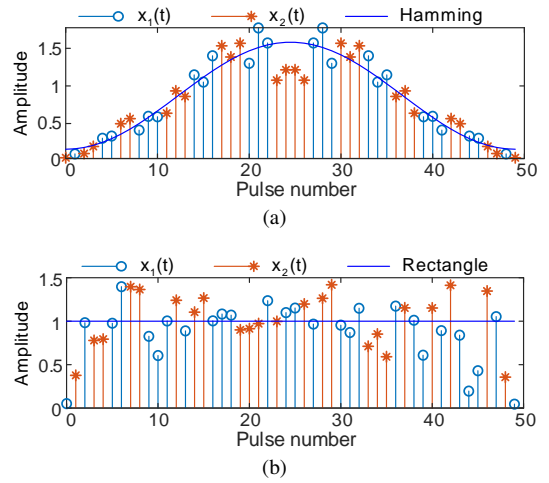 x1(t) x2(t) Hamming
1.5
1
0.5
0
Amplitude
0 10 20 30 40 50
Pulse number
(a)
x1(t) x2(t) Rectangle
1.5
1
0.5
0
Amplitude
0 10 20 30 40 50
Pulse number
(b)